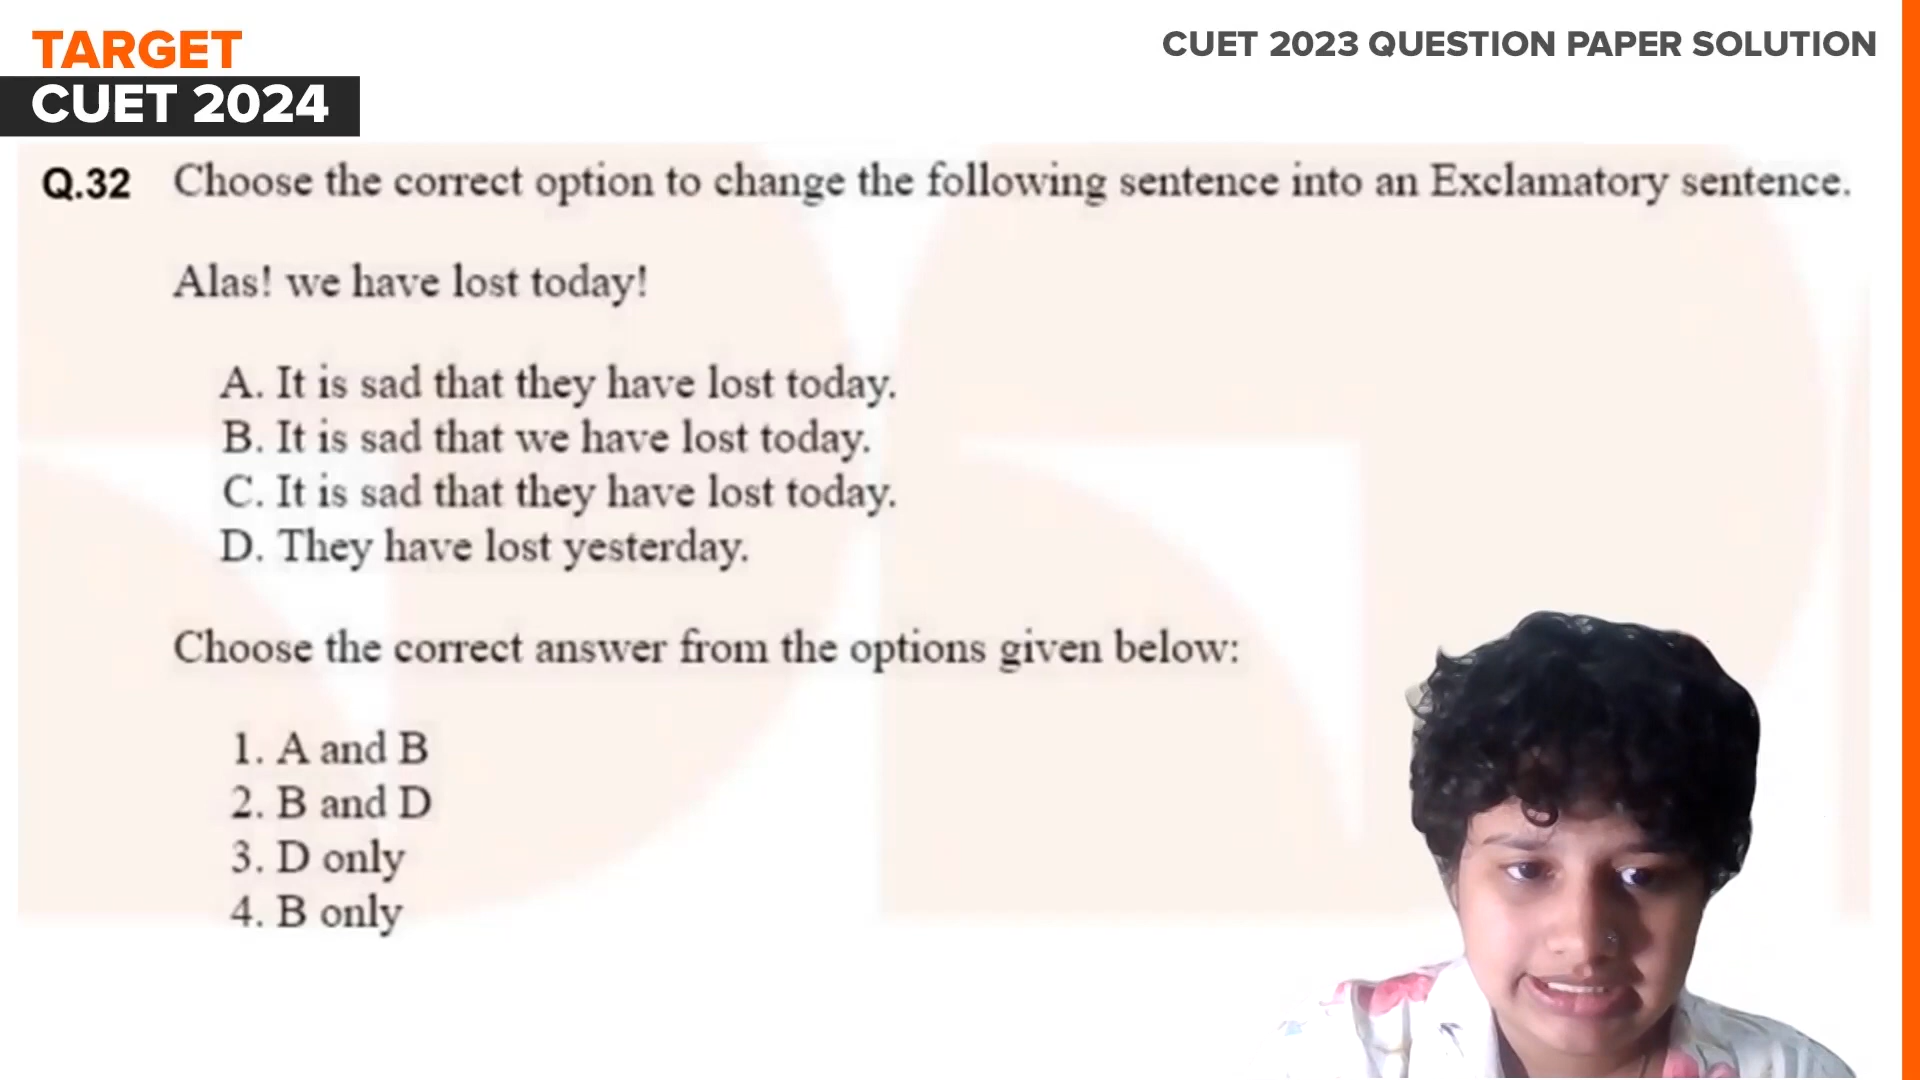 TARGET
CUET 2024
CUET 2023 QUESTION PAPER SOLUTION
Q.32 Choose the correct option to change the following sentence into an Exclamatory sentence.
Alas! we have lost today!
A. It is sad that they have lost today.
B. It is sad that we have lost today.
C. It is sad that they have lost today.
D. They have lost yesterday.
Choose the correct answer from the options given below:
1. A and B
2. B and D
3. D only
4. B only